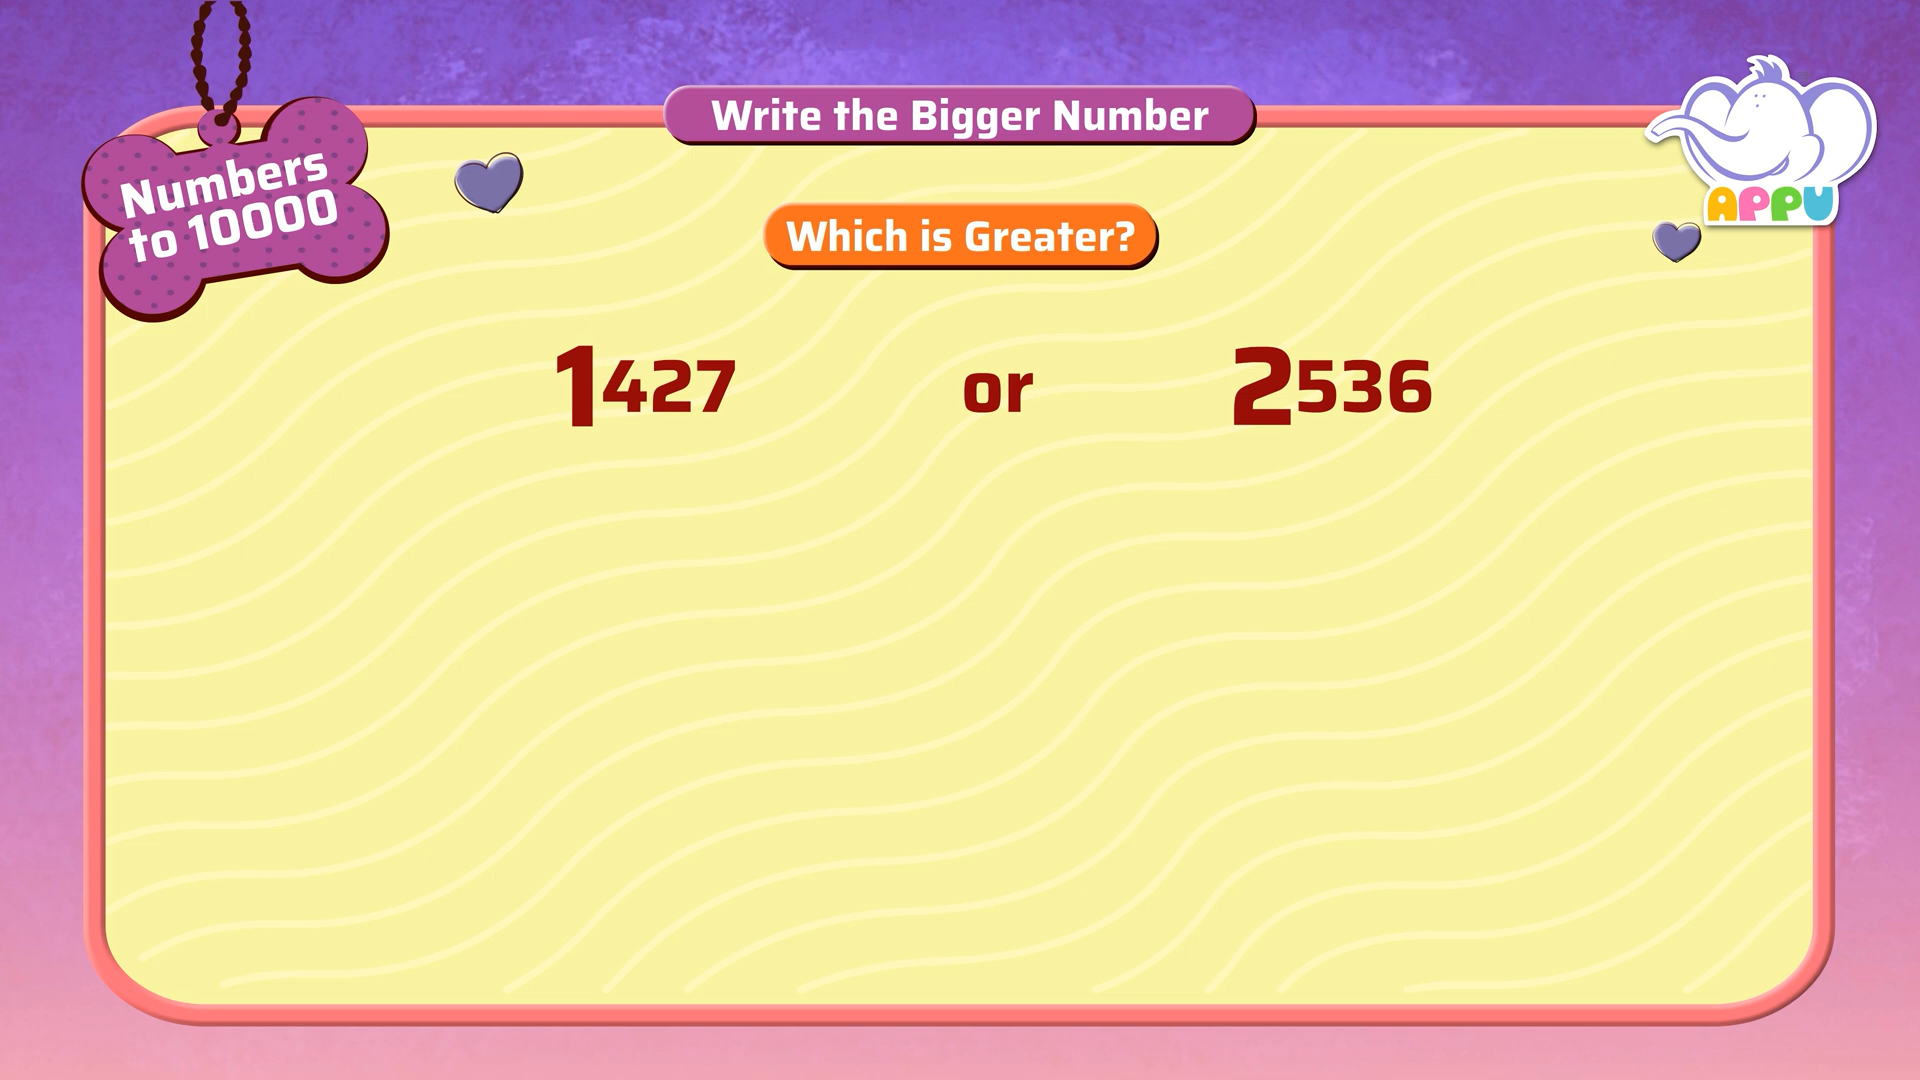 Write the Bigger Number
Numbers
to 10000
APPU
Which is Greater?
1427 or 2536